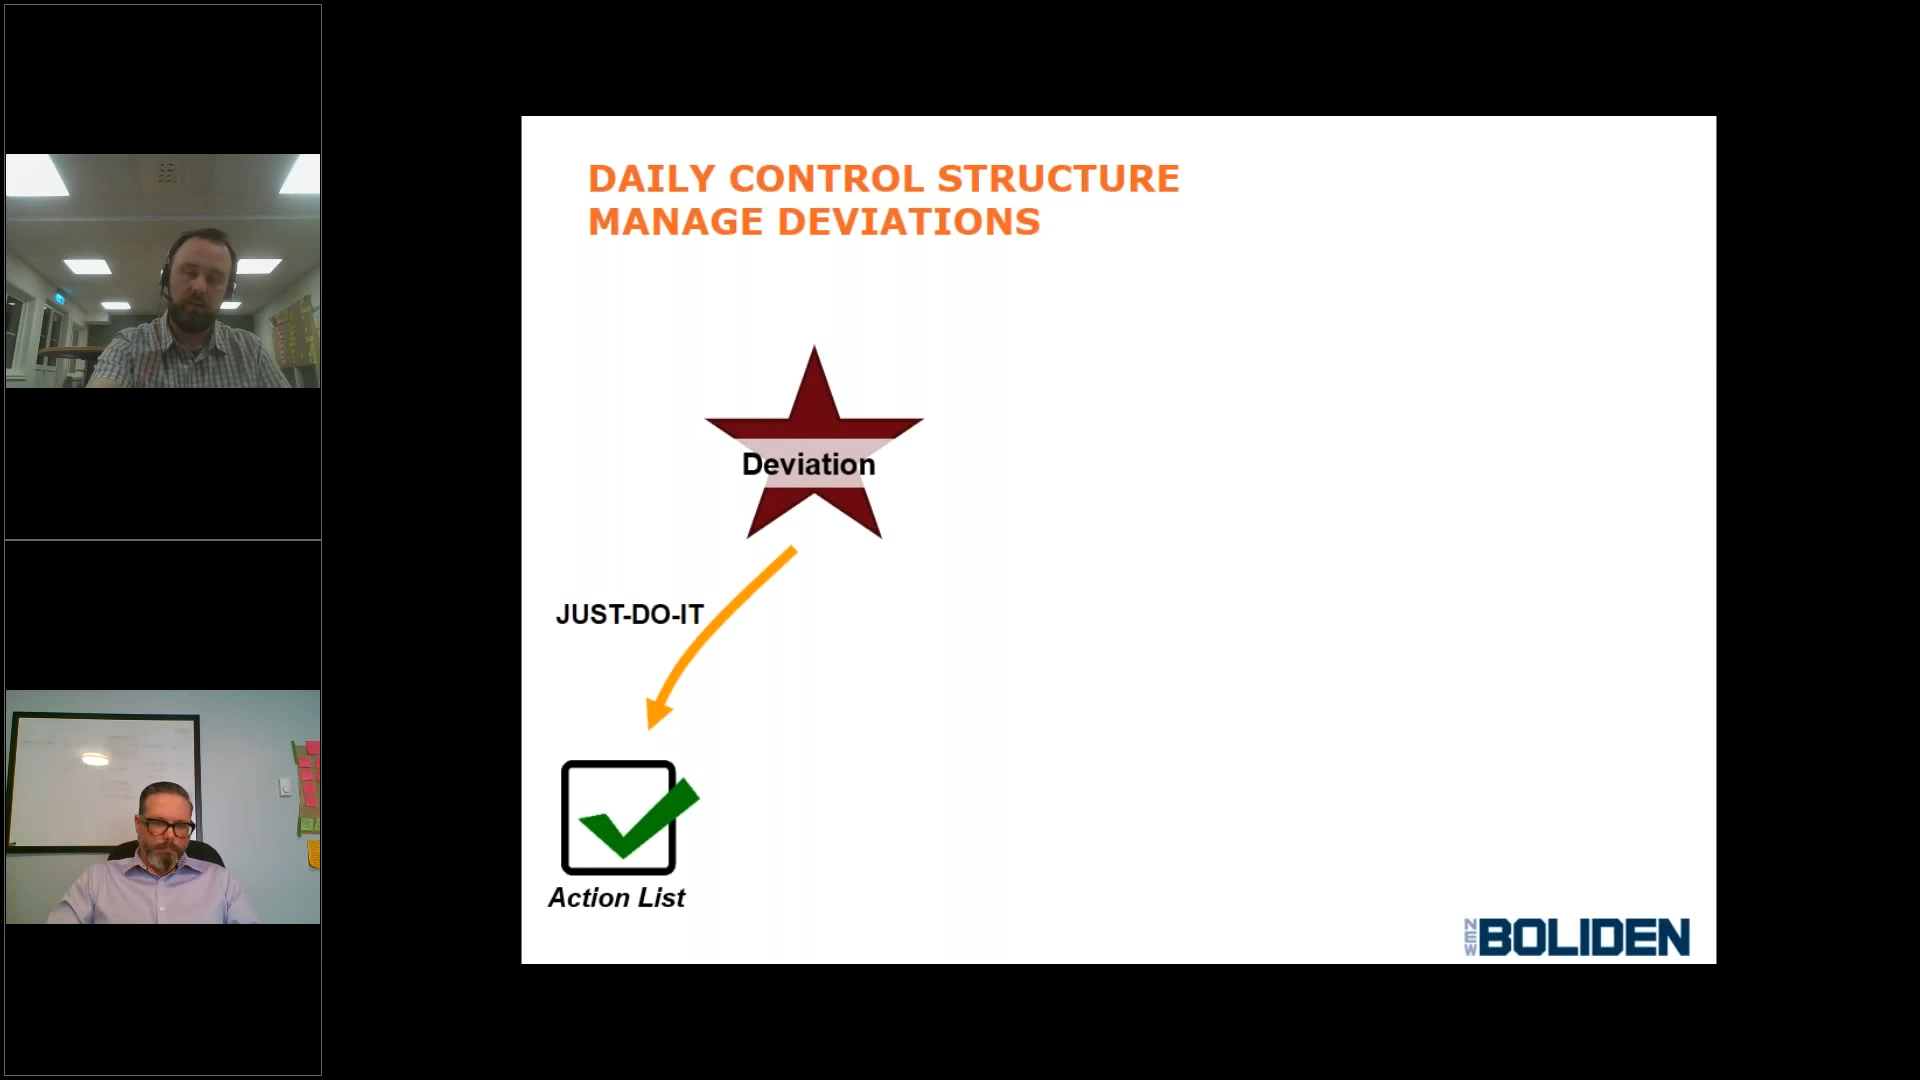 DAILY CONTROL STRUCTURE
MANAGE DEVIATIONS
Deviation
JUST-DO-IT
Action List
NEW BOLIDEN